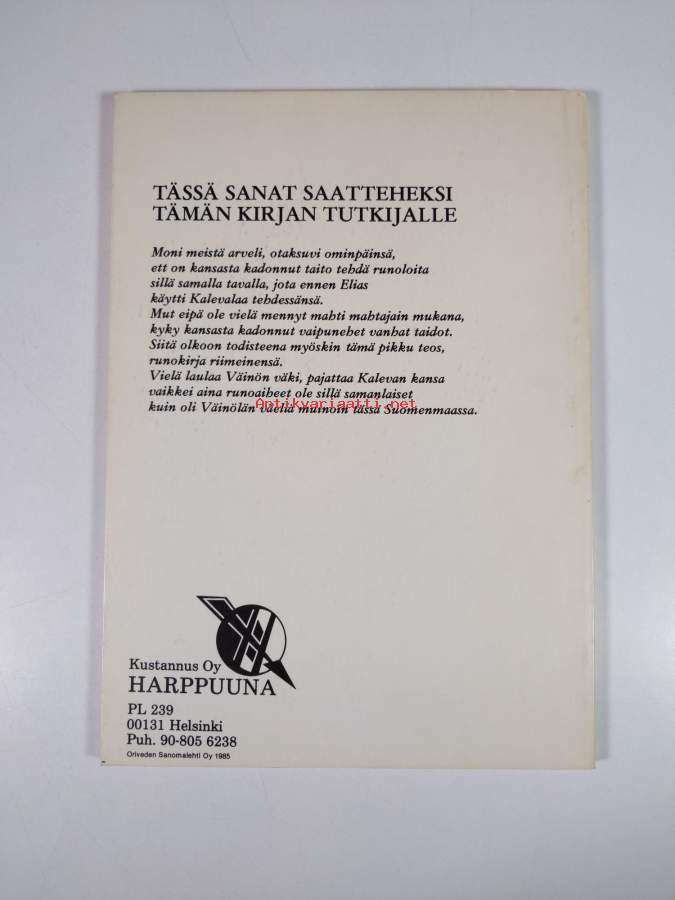 TÄSSÄ SANAT SAATTEHEKSI
TÄMÄN KIRJAN TUTKIJALLE
Moni meistä arveli, otaksuvi ominpäinsä,
ett on kansasta kadonnut taito tehdä runoloita
sillä samalla tavalla, jota ennen Elias
käytti Kalevalaa tehdessänsä.
Mut eipä ole vielä mennyt mahti mahtajain mukana,
kyky kansasta kadonnut vaipunehet vanhat taidot.
Siitä olkoon todisteena myöskin tämä pikku teos,
runokirja riimeinensä.
Vielä laulaa Väinön väki, pajattaa Kalevan kansa
vaikkei aina runoaiheet ole sillä samanlaiset
kuin oli Väinölän väellä muinoin tässä Suomenmaassa.
Antikvariaatti.net
Kustannus Oy
HARPPUUNA
PL 239
00131 Helsinki
Puh. 90-805 6238
Oriveden Sanomalehti Oy 1985